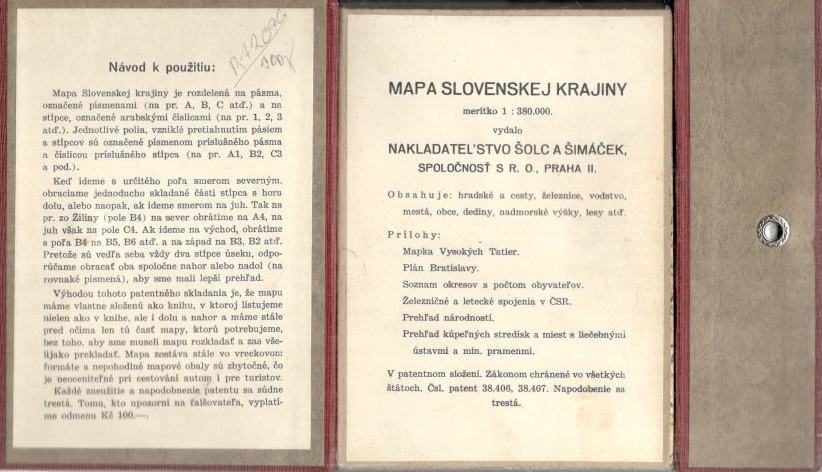 Návod k použitiu:
Mapa Slovenskej krajiny je rozdelená na pásma,
označené pismenami (na pr. A, B, C atď.) a na
stĺpce, označené arabskými číslicami (na pr. 1, 2, 3
atď.). Jednotlivé polia, vzniklé pretiahnutím pásiem
a stĺpcov sú označené pismenom príslušného pásma
a číslicou príslušného stĺpca (na pr. A1, B2, C3
a pod.).
Keď ideme s určitého poľa smerom severným,
obraciame jednoducho skladané části stĺpca s hora
dolu, alebo naopak, ak ideme smerom na juh. Tak na
pr. zo Žiliny (pole B4) na sever obrátime na A4, na
juh však na pole C4. Ak ideme na východ, obrátime
s poľa B4 na B5, B6 atď. a na západ na B3, B2 atď.
Pretože sú vedľa seba vždy dva stĺpce úseku, odpo-
rúčame obracať oba spoločne nahor alebo nadol (na
rovnaké pismená), aby sme mali lepší prehľad.
Výhodou tohoto patentného skladania je, že mapu
máme vlastne složenú ako knihu, v ktorej listujeme
nielen ako v knihe, ale i dolu a nahor a máme stále
pred očima len tú časť mapy, ktorú potrebujeme,
bez toho, aby sme museli mapu rozkladať a zas vše-
lijako prekladať. Mapa zostáva stále vo vreckovom
formáte a nepohodlné mapové obaly sú zbytočné, čo
je neoceniteľné pri cestování autom i pre turistov.
Každé zneužitie a napodobnenie patentu sa súdne
trestá. Tomu, kto upozorní na falšovateľa, vyplatí-
me odmenu Kč 100.—.
MAPA SLOVENSKEJ KRAJINY
merítko 1 : 380.000.
vydalo
NAKLADATEĽSTVO ŠOLC A ŠIMÁČEK,
SPOLOČNOSŤ S R. O., PRAHA II.
Obsahuje: hradské a cesty, železnice, vodstvo,
mestá, obce, dediny, nadmorské výšky, lesy atď.
Prílohy:
Mapka Vysokých Tatier.
Plán Bratislavy.
Soznam okresov s počtom obyvateľov.
Železničné a letecké spojenia v ČSR.
Prehľad národností.
Prehľad kúpeľných stredísk a miest s liečebnými
ústavmi a min. pramenmi.
V patentnom složení. Zákonom chránené vo všetkých
štátoch. Čsl. patent 38.406, 38.407. Napodobenie sa
trestá.